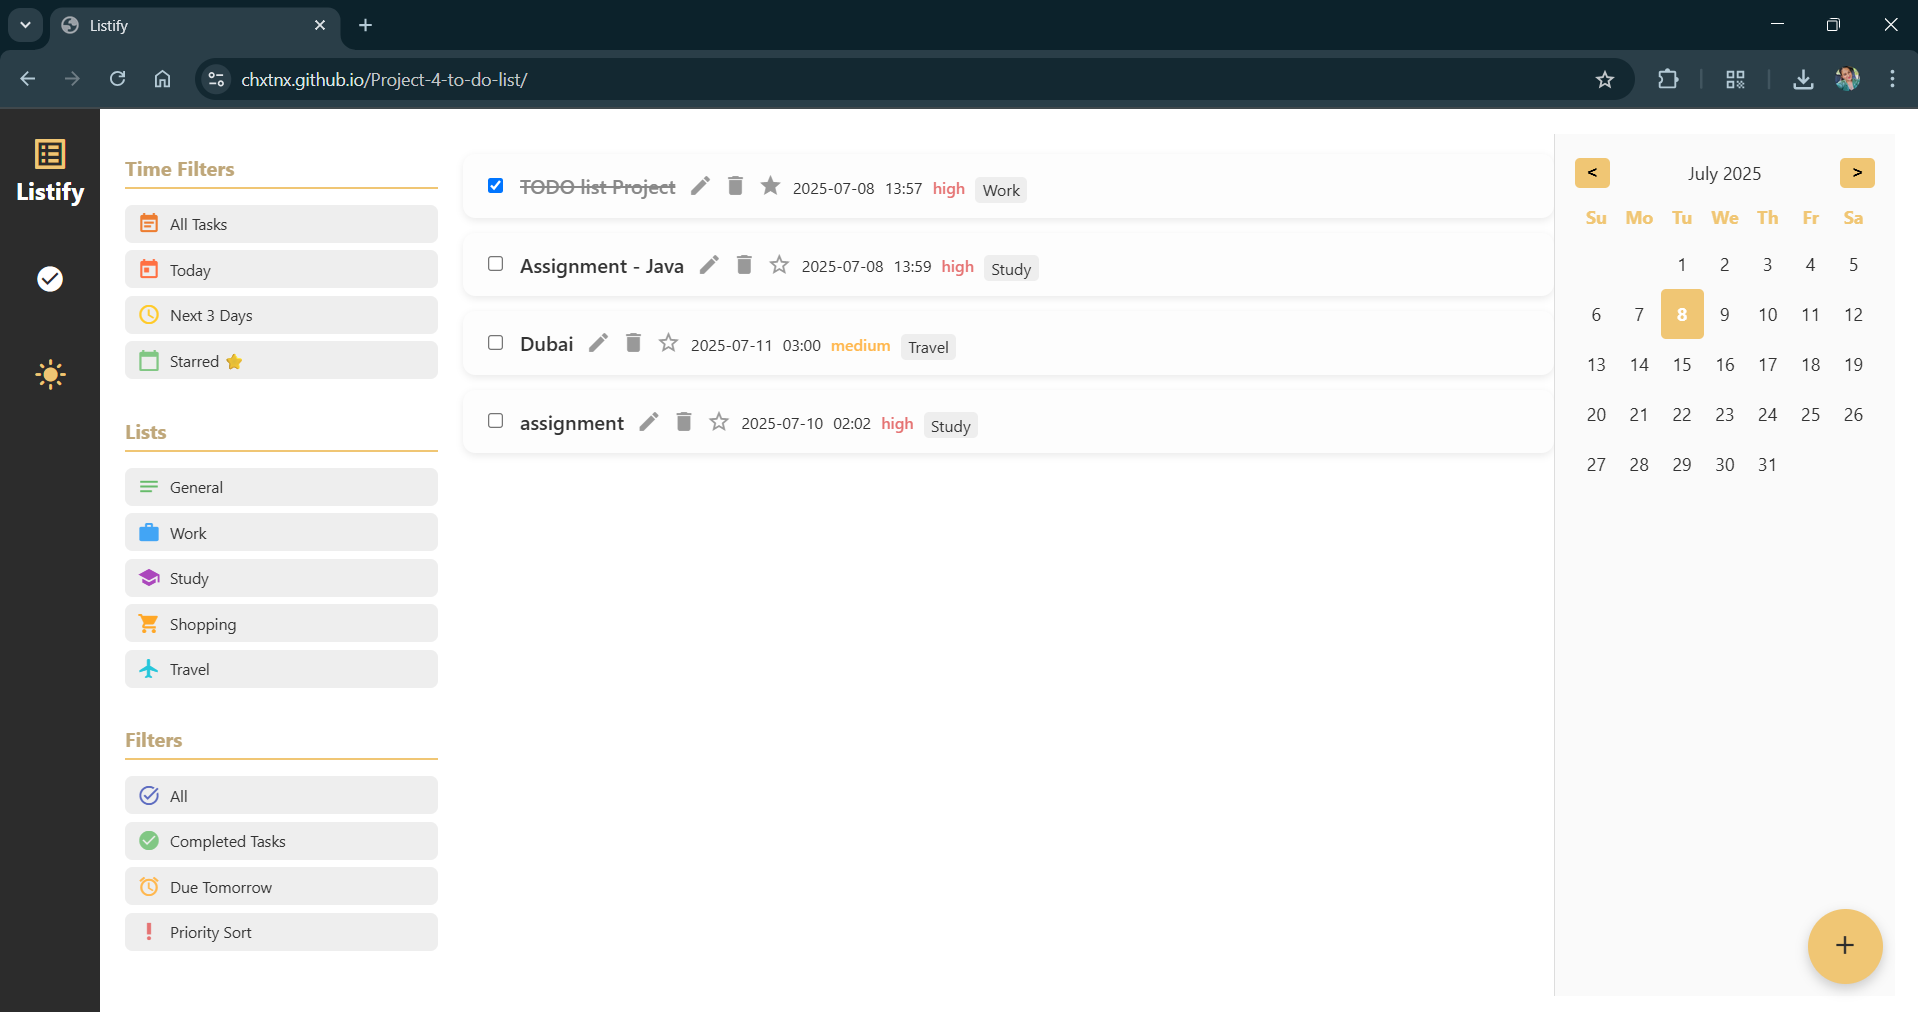 Listify
chxtnx.github.io/Project-4-to-do-list/
Listify
Time Filters
All Tasks
Today
Next 3 Days
Starred
Lists
General
Work
Study
Shopping
Travel
Filters
All
Completed Tasks
Due Tomorrow
Priority Sort
TODO list Project 2025-07-08 13:57 high Work
Assignment - Java 2025-07-08 13:59 high Study
Dubai 2025-07-11 03:00 medium Travel
assignment 2025-07-10 02:02 high Study
< July 2025 >
Su Mo Tu We Th Fr Sa
1 2 3 4 5
6 7 8 9 10 11 12
13 14 15 16 17 18 19
20 21 22 23 24 25 26
27 28 29 30 31
+